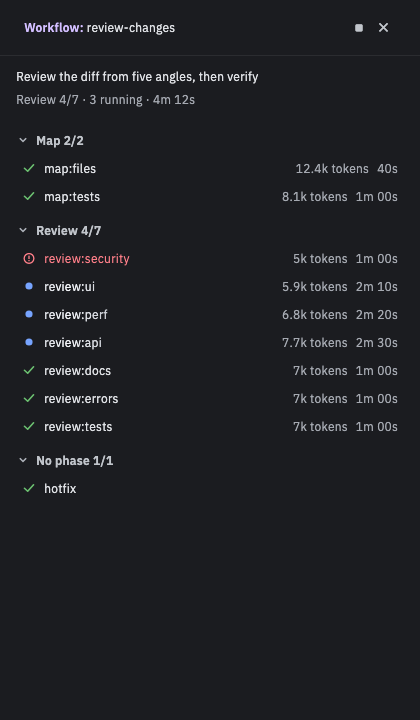 Workflow: review-changes
Review the diff from five angles, then verify
Review 4/7 · 3 running · 4m 12s
Map 2/2
map:files 12.4k tokens 40s
map:tests 8.1k tokens 1m 00s
Review 4/7
review:security 5k tokens 1m 00s
review:ui 5.9k tokens 2m 10s
review:perf 6.8k tokens 2m 20s
review:api 7.7k tokens 2m 30s
review:docs 7k tokens 1m 00s
review:errors 7k tokens 1m 00s
review:tests 7k tokens 1m 00s
No phase 1/1
hotfix